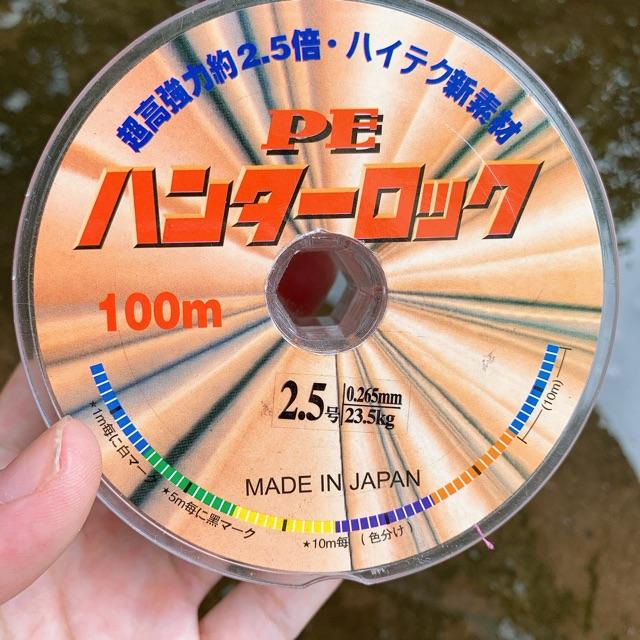 超高強力約2.5倍・ハイテク新素材
PE
ハンターロック
100m
2.5号
0.265mm
23.5kg
(10m)
MADE IN JAPAN
★1m毎に白マーク
★5m毎に黒マーク
★10m毎 (色分け)